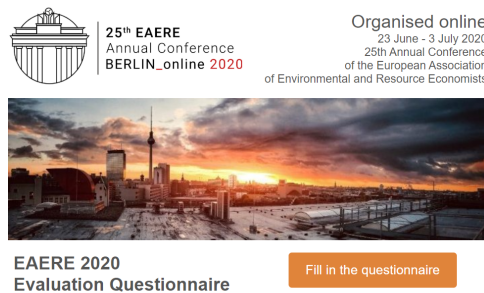 25th EAERE
Annual Conference
BERLIN_online 2020
Organised online
23 June - 3 July 2020
25th Annual Conference
of the European Association
of Environmental and Resource Economists
EAERE 2020
Evaluation Questionnaire
Fill in the questionnaire